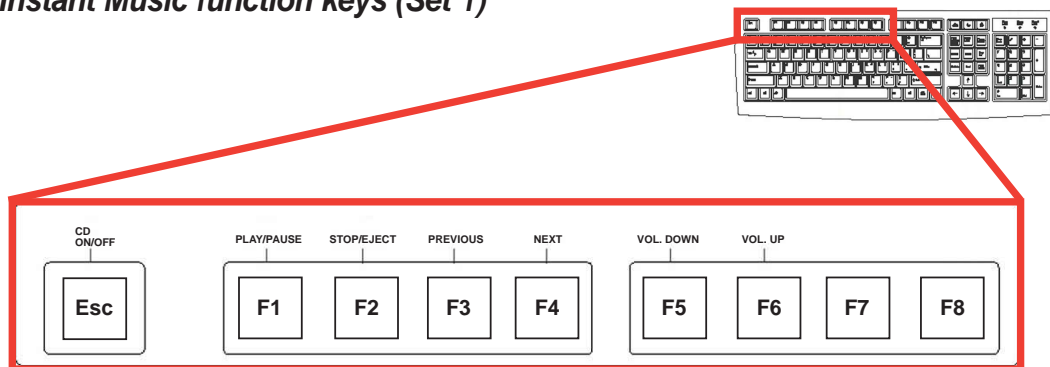 Instant Music function keys (Set 1)
CD
ON/OFF
PLAY/PAUSE STOP/EJECT PREVIOUS NEXT VOL. DOWN VOL. UP
Esc F1 F2 F3 F4 F5 F6 F7 F8